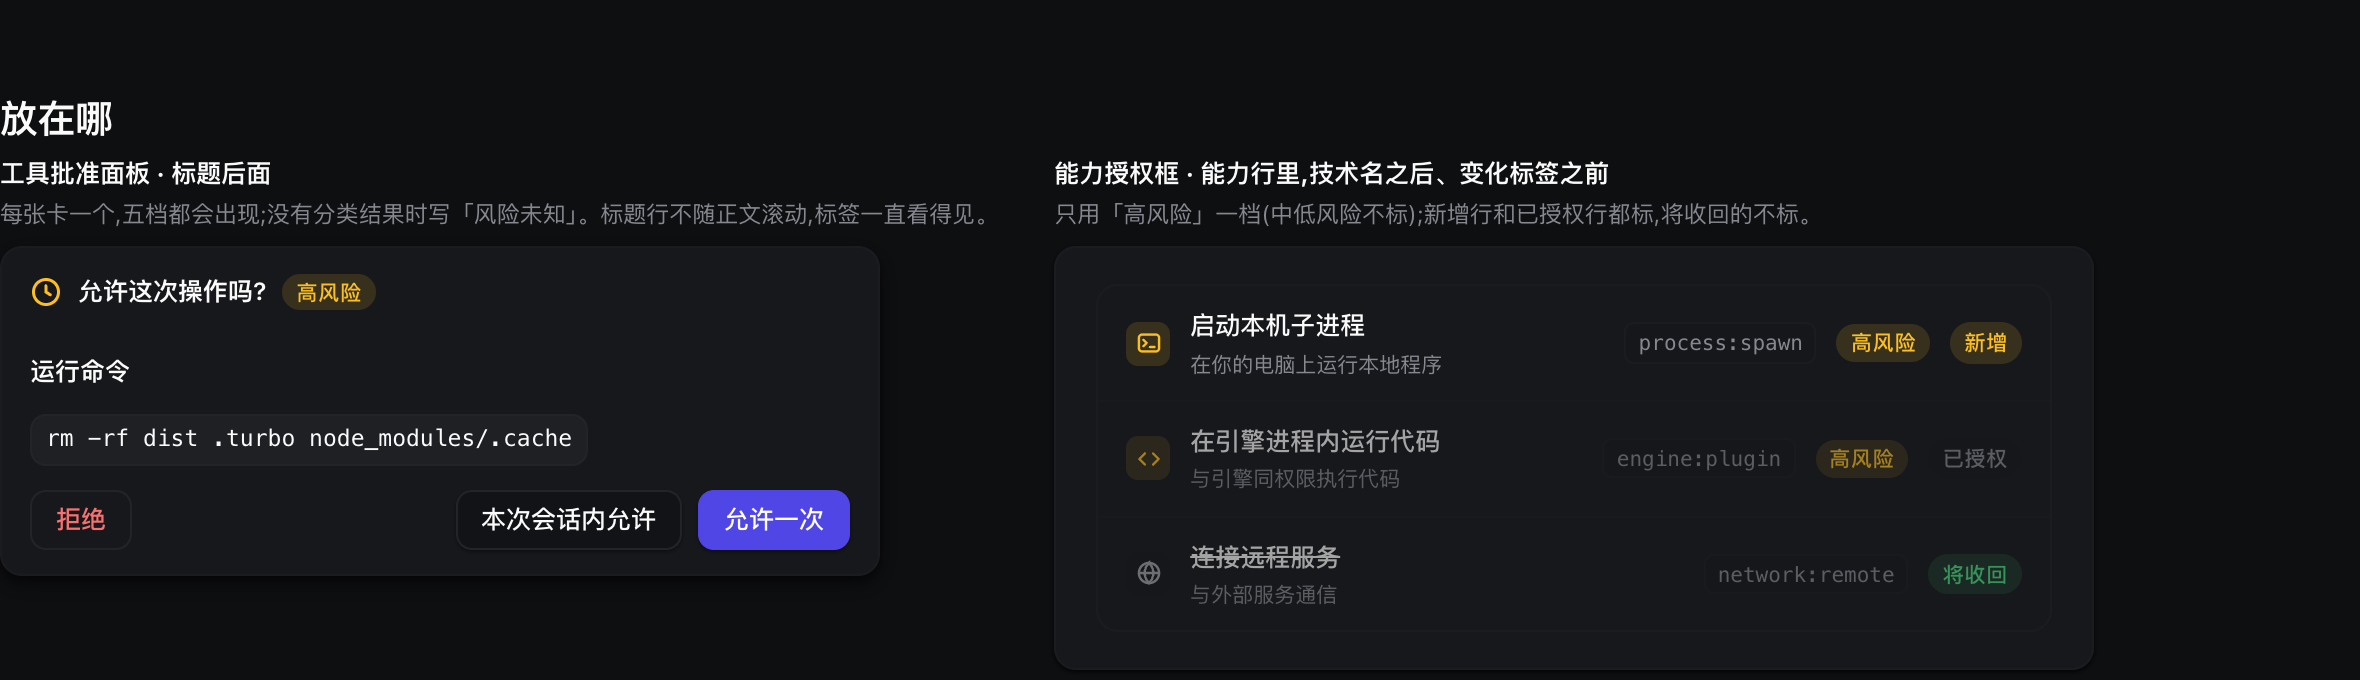 放在哪
工具批准面板 · 标题后面
每张卡一个,五档都会出现;没有分类结果时写「风险未知」。标题行不随正文滚动,标签一直看得见。
允许这次操作吗? 高风险
运行命令
rm -rf dist .turbo node_modules/.cache
拒绝 本次会话内允许 允许一次
能力授权框 · 能力行里,技术名之后、变化标签之前
只用「高风险」一档(中低风险不标);新增行和已授权行都标,将收回的不标。
启动本机子进程
在你的电脑上运行本地程序
process:spawn 高风险 新增
在引擎进程内运行代码
与引擎同权限执行代码
engine:plugin 高风险 已授权
连接远程服务
与外部服务通信
network:remote 将收回